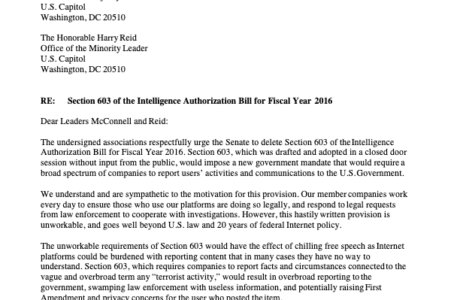 U.S. Capitol
Washington, DC 20510
The Honorable Harry Reid
Office of the Minority Leader
U.S. Capitol
Washington, DC 20510
RE: Section 603 of the Intelligence Authorization Bill for Fiscal Year 2016
Dear Leaders McConnell and Reid:
The undersigned associations respectfully urge the Senate to delete Section 603 of the Intelligence
Authorization Bill for Fiscal Year 2016. Section 603, which was drafted and adopted in a closed door
session without input from the public, would impose a new government mandate that would require a
broad spectrum of companies to report users' activities and communications to the U.S. Government.
We understand and are sympathetic to the motivation for this provision. Our member companies work
every day to ensure those who use our platforms are doing so legally, and respond to legal requests
from law enforcement to cooperate with investigations. However, this hastily written provision is
unworkable, and goes well beyond U.S. law and 20 years of federal Internet policy.
The unworkable requirements of Section 603 would have the effect of chilling free speech as Internet
platforms could be burdened with reporting content that in many cases they have no way to
understand. Section 603, which requires companies to report facts and circumstances connected to the
vague and overbroad term any "terrorist activity," would result in overbroad reporting to the
government, swamping law enforcement with useless information, and potentially raising First
Amendment and privacy concerns for the user who posted the item.